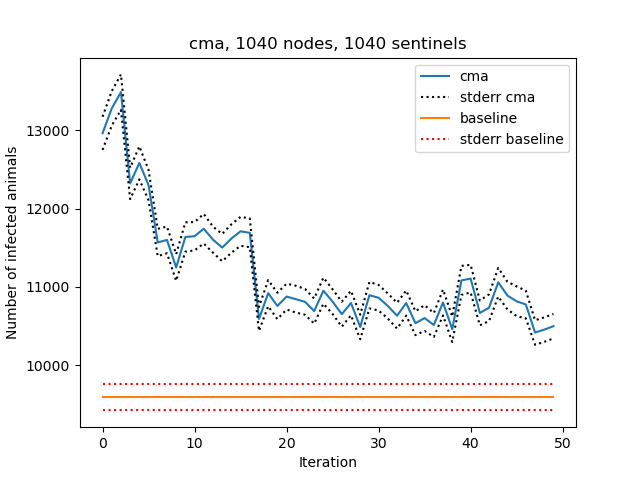 cma, 1040 nodes, 1040 sentinels
cma
stderr cma
baseline
stderr baseline
Number of infected animals
13000
12000
11000
10000
0 10 20 30 40 50
Iteration